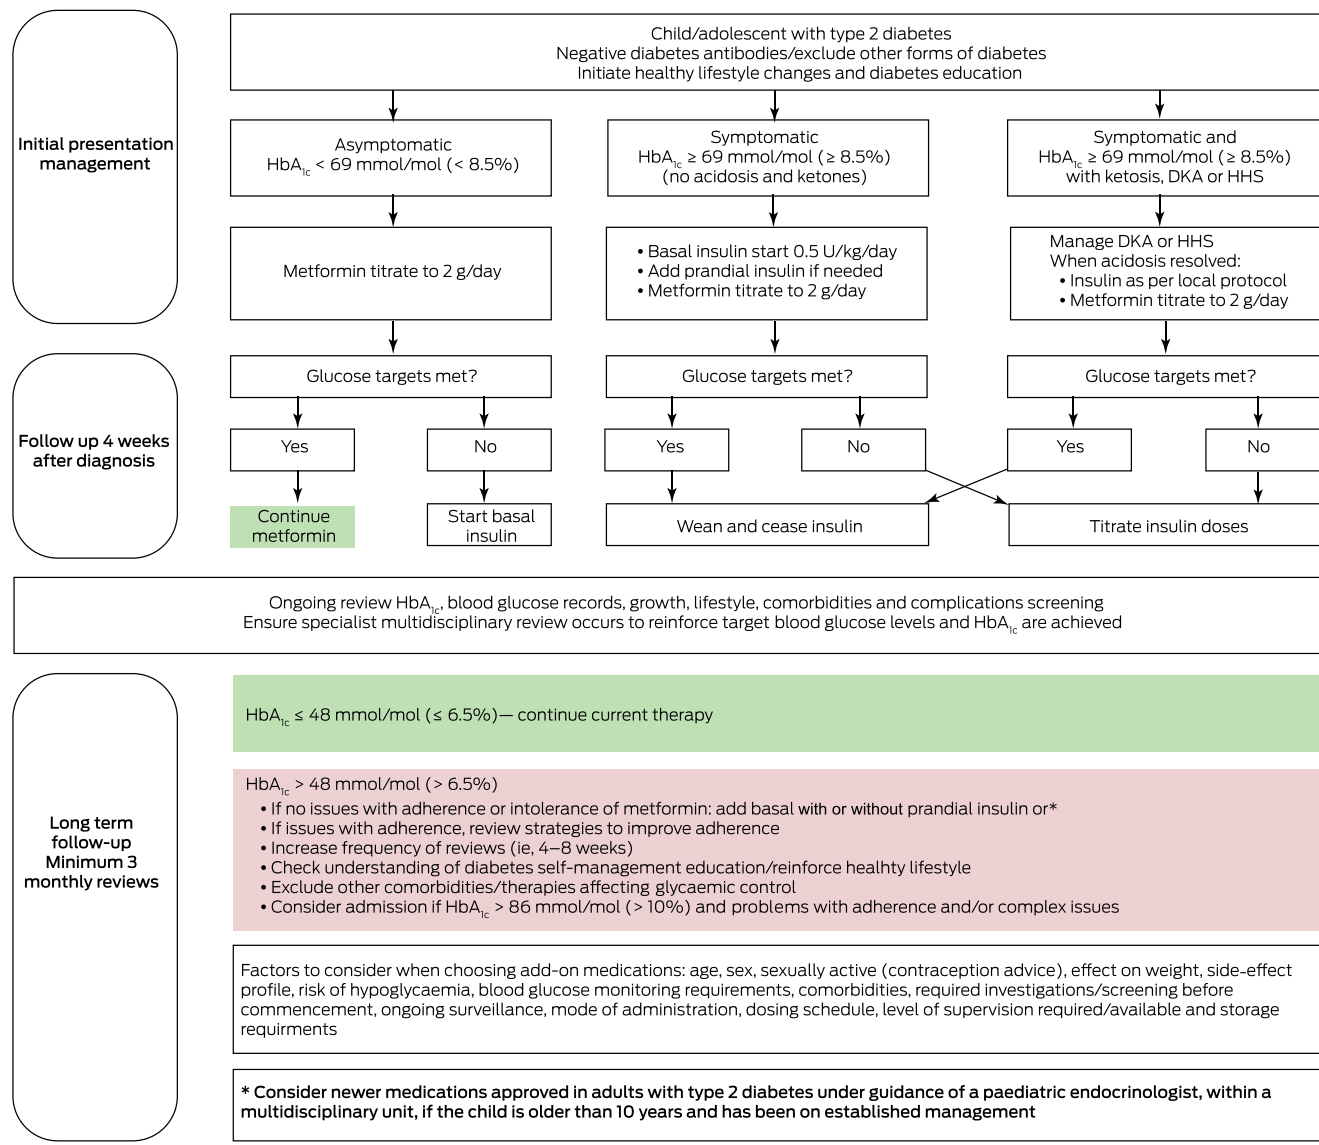 Child/adolescent with type 2 diabetes
Negative diabetes antibodies/exclude other forms of diabetes
Initiate healthy lifestyle changes and diabetes education
Initial presentation
management
Asymptomatic
HbA1c < 69 mmol/mol (< 8.5%)
Symptomatic
HbA1c ≥ 69 mmol/mol (≥ 8.5%)
(no acidosis and ketones)
Symptomatic and
HbA1c ≥ 69 mmol/mol (≥ 8.5%)
with ketosis, DKA or HHS
Metformin titrate to 2 g/day
• Basal insulin start 0.5 U/kg/day
• Add prandial insulin if needed
• Metformin titrate to 2 g/day
Manage DKA or HHS
When acidosis resolved:
• Insulin as per local protocol
• Metformin titrate to 2 g/day
Follow up 4 weeks
after diagnosis
Glucose targets met?
Glucose targets met?
Glucose targets met?
Yes
No
Yes
No
Yes
No
Continue
metformin
Start basal
insulin
Wean and cease insulin
Titrate insulin doses
Ongoing review HbA1c, blood glucose records, growth, lifestyle, comorbidities and complications screening
Ensure specialist multidisciplinary review occurs to reinforce target blood glucose levels and HbA1c are achieved
Long term
follow-up
Minimum 3
monthly reviews
HbA1c ≤ 48 mmol/mol (≤ 6.5%)— continue current therapy
HbA1c > 48 mmol/mol (> 6.5%)
• If no issues with adherence or intolerance of metformin: add basal with or without prandial insulin or*
• If issues with adherence, review strategies to improve adherence
• Increase frequency of reviews (ie, 4–8 weeks)
• Check understanding of diabetes self-management education/reinforce healhty lifestyle
• Exclude other comorbidities/therapies affecting glycaemic control
• Consider admission if HbA1c > 86 mmol/mol (> 10%) and problems with adherence and/or complex issues
Factors to consider when choosing add-on medications: age, sex, sexually active (contraception advice), effect on weight, side-effect
profile, risk of hypoglycaemia, blood glucose monitoring requirements, comorbidities, required investigations/screening before
commencement, ongoing surveillance, mode of administration, dosing schedule, level of supervision required/available and storage
requirments
* Consider newer medications approved in adults with type 2 diabetes under guidance of a paediatric endocrinologist, within a
multidisciplinary unit, if the child is older than 10 years and has been on established management